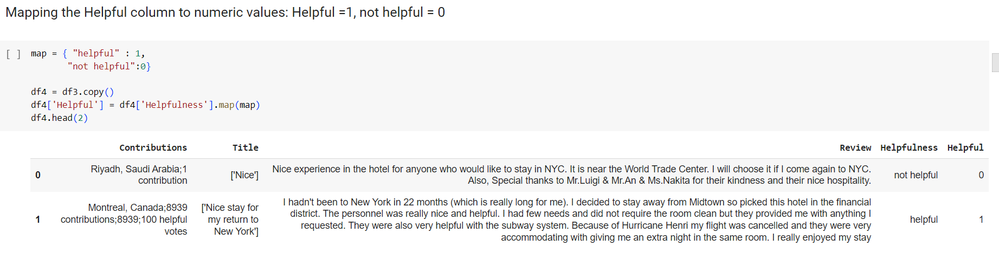 Mapping the Helpful column to numeric values: Helpful =1, not helpful = 0
[ ] map = { "helpful" : 1,
"not helpful":0}
df4 = df3.copy()
df4['Helpful'] = df4['Helpfulness'].map(map)
df4.head(2)
Contributions Title Review Helpfulness Helpful
0
Riyadh, Saudi Arabia;1
contribution
['Nice']
Nice experience in the hotel for anyone who would like to stay in NYC. It is near the World Trade Center. I will choose it if I come again to NYC.
Also, Special thanks to Mr.Luigi & Mr.An & Ms.Nakita for their kindness and their nice hospitality.
not helpful
0
1
Montreal, Canada;8939
contributions;8939;100 helpful
votes
['Nice stay for
my return to
New York']
I hadn't been to New York in 22 months (which is really long for me). I decided to stay away from Midtown so picked this hotel in the financial
district. The personnel was really nice and helpful. I had few needs and did not require the room clean but they provided me with anything I
requested. They were also very helpful with the subway system. Because of Hurricane Henri my flight was cancelled and they were very
accommodating with giving me an extra night in the same room. I really enjoyed my stay
helpful
1